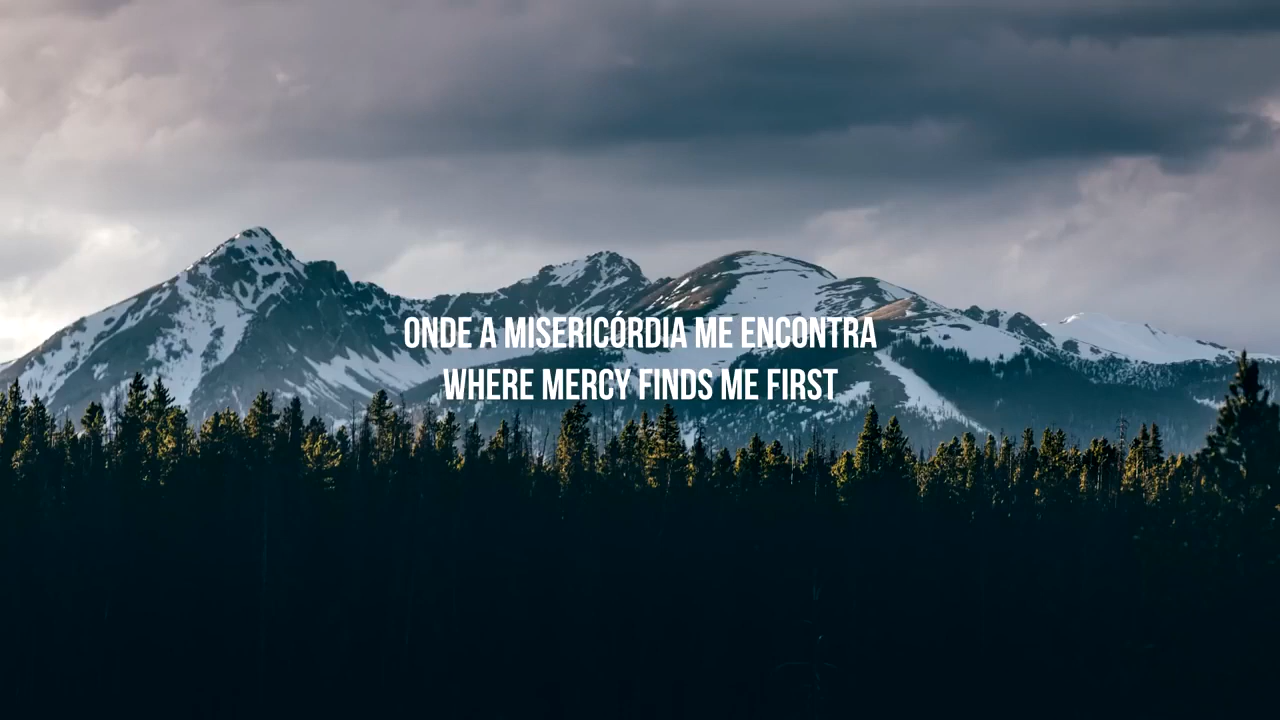 ONDE A MISERICÓRDIA ME ENCONTRA
WHERE MERCY FINDS ME FIRST